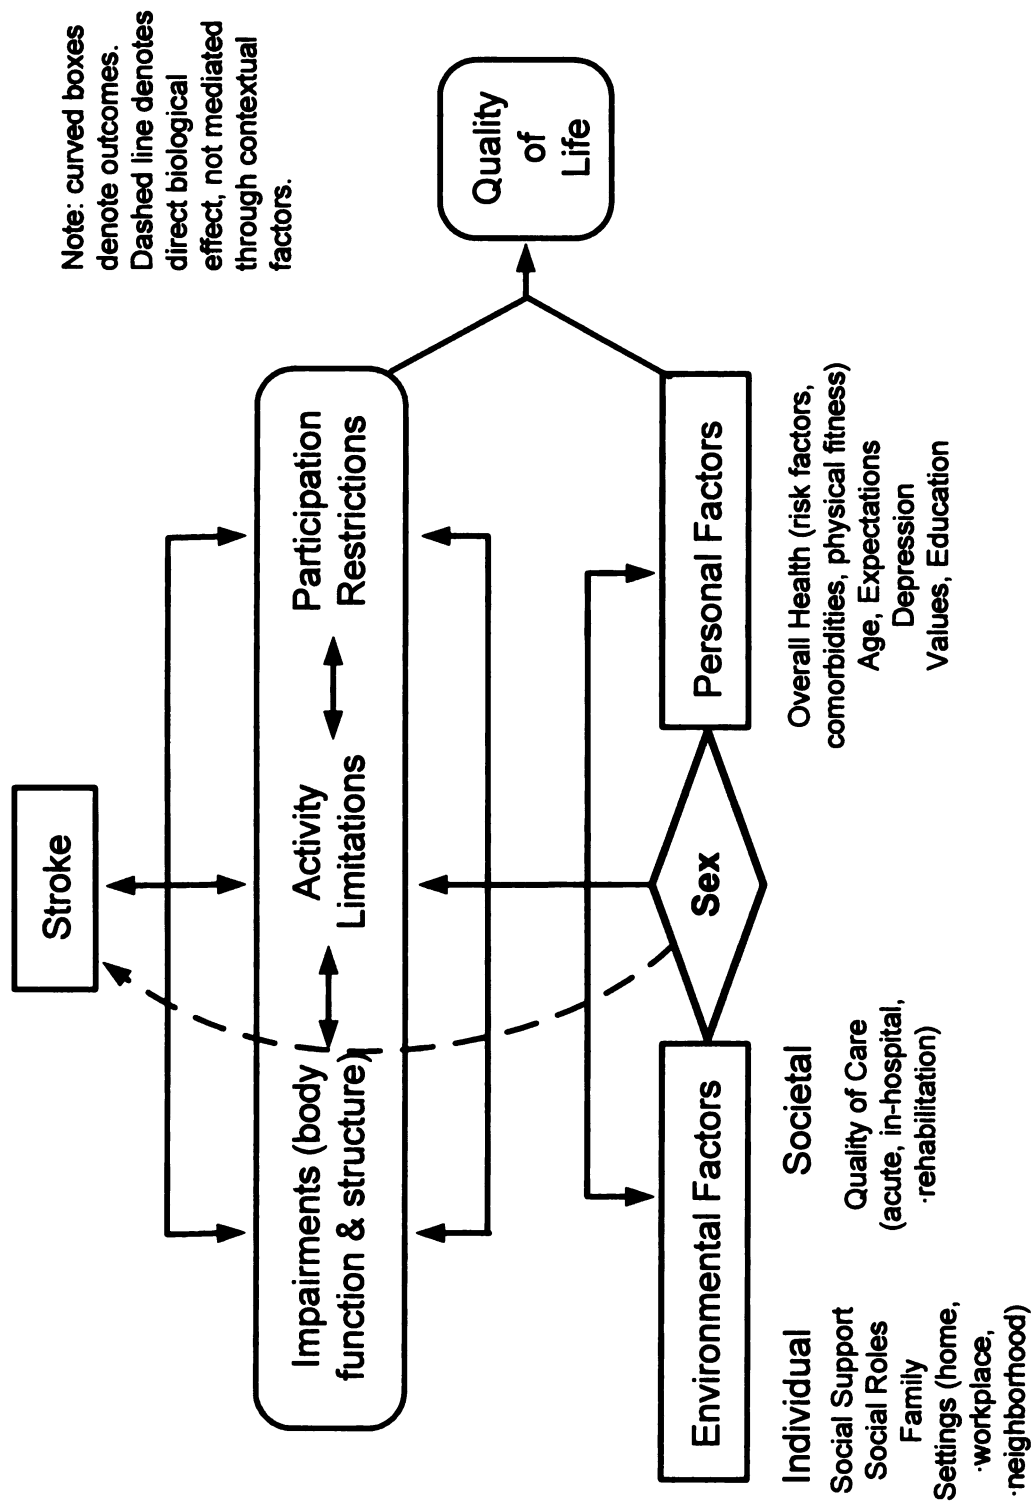 Note: curved boxes
denote outcomes.
Dashed line denotes
direct biological
effect, not mediated
through contextual
factors.
Stroke
Impairments (body
function & structure)
Activity
Limitations
Participation
Restrictions
Quality
of
Life
Environmental Factors
Sex
Personal Factors
Individual
Social Support
Social Roles
Family
Settings (home,
·workplace,
·neighborhood)
Societal
Quality of Care
(acute, in-hospital,
·rehabilitation)
Overall Health (risk factors,
comorbidities, physical fitness)
Age, Expectations
Depression
Values, Education